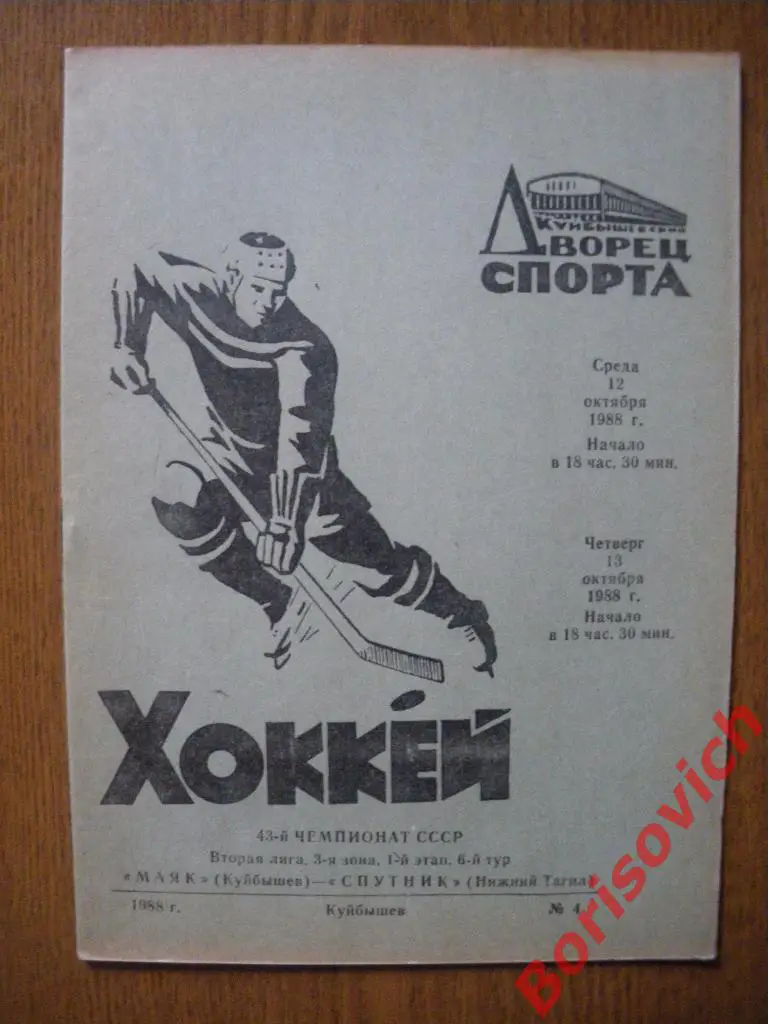 КУЙБЫШЕВСКИЙ
ДВОРЕЦ
СПОРТА
Среда
12
октября
1988 г.
Начало
в 18 час. 30 мин.
Четверг
13
октября
1988 г.
Начало
в 18 час. 30 мин.
ХОККЕЙ
43-й ЧЕМПИОНАТ СССР
Вторая лига, 3-я зона, 1-й этап, 6-й тур
«МАЯК» (Куйбышев)—«СПУТНИК» (Нижний Тагил)
1988 г. Куйбышев № 4
Borisovich